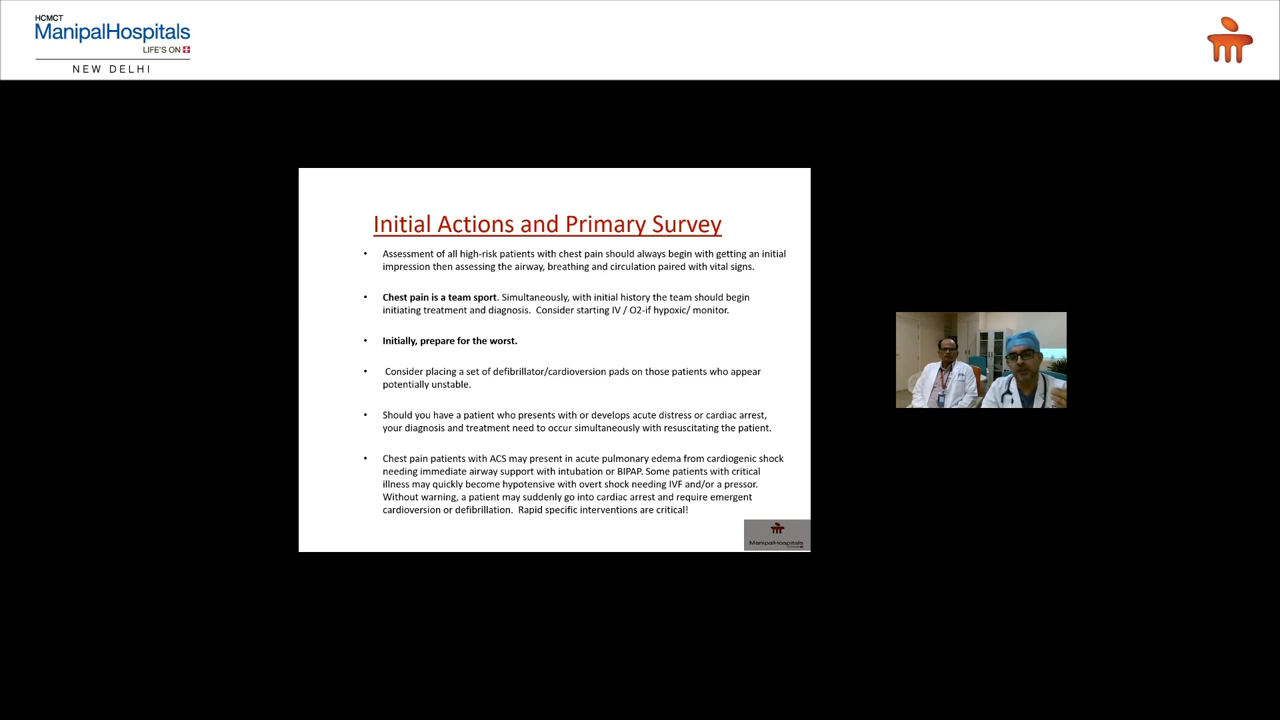 HCMCT
ManipalHospitals
LIFE'S ON
NEW DELHI
Initial Actions and Primary Survey
• Assessment of all high-risk patients with chest pain should always begin with getting an initial
impression then assessing the airway, breathing and circulation paired with vital signs.
• Chest pain is a team sport. Simultaneously, with initial history the team should begin
initiating treatment and diagnosis. Consider starting IV / O2-if hypoxic/ monitor.
• Initially, prepare for the worst.
• Consider placing a set of defibrillator/cardioversion pads on those patients who appear
potentially unstable.
• Should you have a patient who presents with or develops acute distress or cardiac arrest,
your diagnosis and treatment need to occur simultaneously with resuscitating the patient.
• Chest pain patients with ACS may present in acute pulmonary edema from cardiogenic shock
needing immediate airway support with intubation or BIPAP. Some patients with critical
illness may quickly become hypotensive with overt shock needing IVF and/or a pressor.
Without warning, a patient may suddenly go into cardiac arrest and require emergent
cardioversion or defibrillation. Rapid specific interventions are critical!
ManipalHospitals